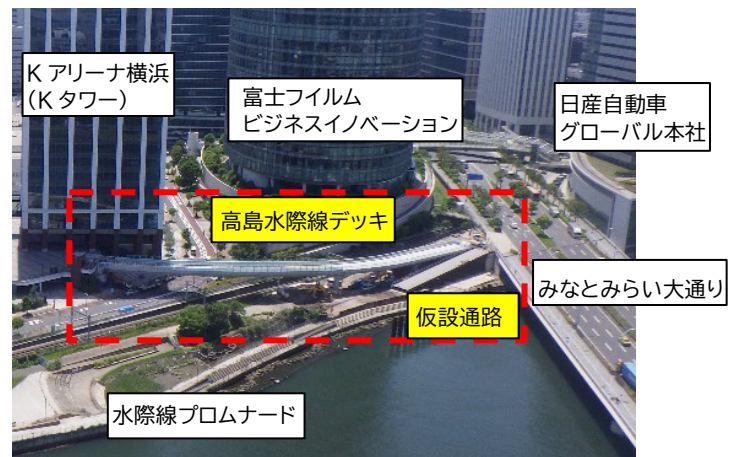 K アリーナ横浜
(K タワー)
富士フイルム
ビジネスイノベーション
日産自動車
グローバル本社
高島水際線デッキ
みなとみらい大通り
仮設通路
水際線プロムナード